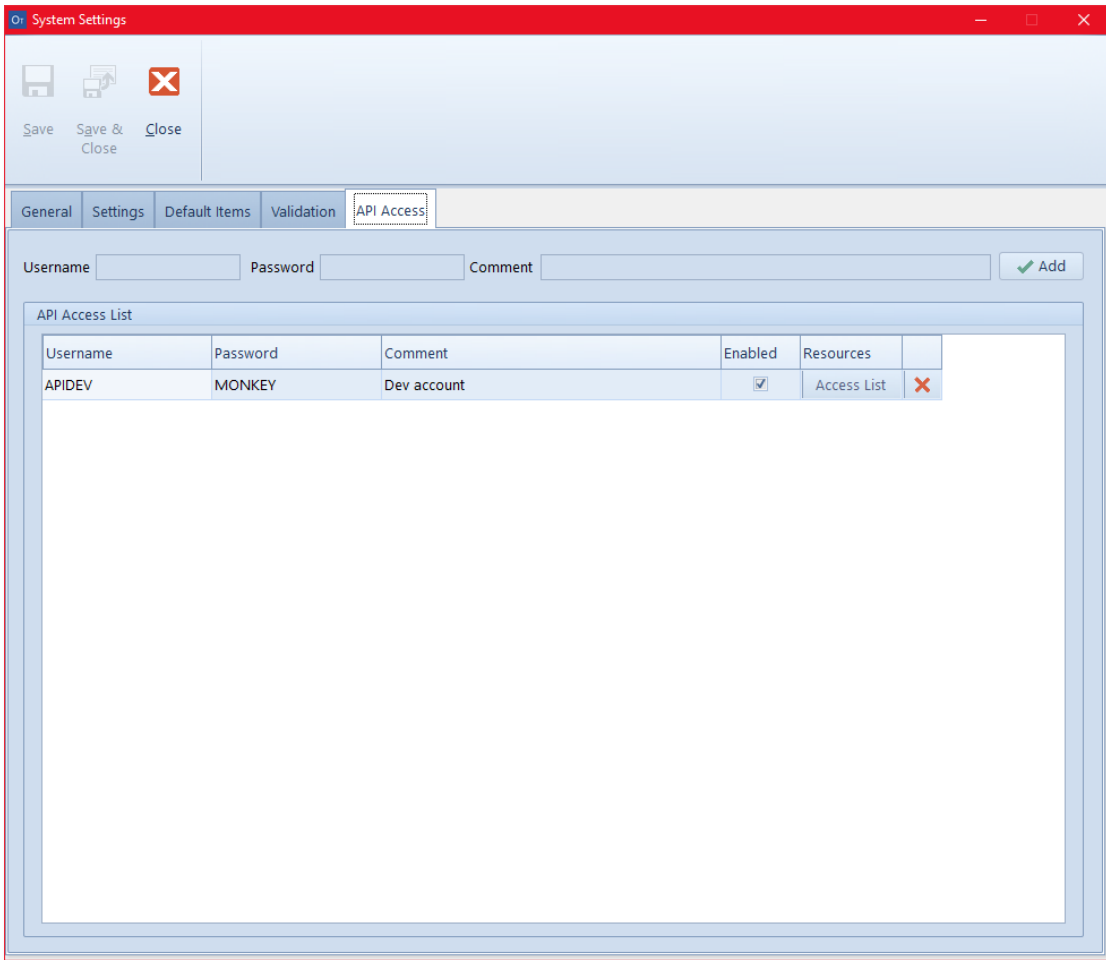 OT System Settings
Save Save & Close Close
General Settings Default Items Validation API Access
Username Password Comment Add
API Access List
Username Password Comment Enabled Resources
APIDEV MONKEY Dev account Access List